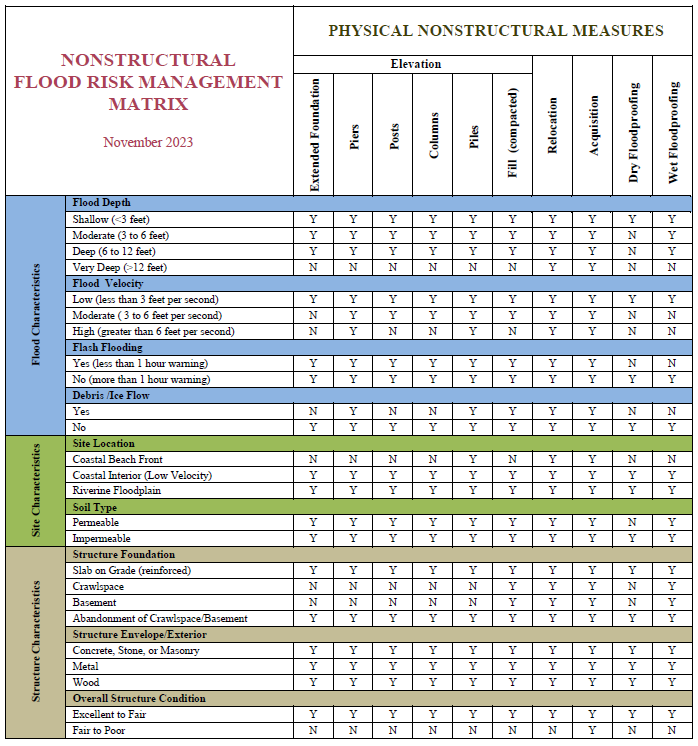 NONSTRUCTURAL
FLOOD RISK MANAGEMENT
MATRIX
November 2023
PHYSICAL NONSTRUCTURAL MEASURES
Elevation
Extended Foundation
Piers
Posts
Columns
Piles
Fill (compacted)
Relocation
Acquisition
Dry Floodproofing
Wet Floodproofing
Flood Characteristics
Flood Depth
Shallow (<3 feet) Y Y Y Y Y Y Y Y Y Y
Moderate (3 to 6 feet) Y Y Y Y Y Y Y Y N Y
Deep (6 to 12 feet) Y Y Y Y Y Y Y Y N Y
Very Deep (>12 feet) N N N N N N Y Y N N
Flood Velocity
Low (less than 3 feet per second) Y Y Y Y Y Y Y Y Y Y
Moderate ( 3 to 6 feet per second) N Y Y Y Y Y Y Y N N
High (greater than 6 feet per second) N Y N N Y N Y Y N N
Flash Flooding
Yes (less than 1 hour warning) Y Y Y Y Y Y Y Y N N
No (more than 1 hour warning) Y Y Y Y Y Y Y Y Y Y
Debris /Ice Flow
Yes N Y N N Y Y Y Y N N
No Y Y Y Y Y Y Y Y Y Y
Site Characteristics
Site Location
Coastal Beach Front N N N N Y N Y Y N N
Coastal Interior (Low Velocity) Y Y Y Y Y Y Y Y Y Y
Riverine Floodplain Y Y Y Y Y Y Y Y Y Y
Soil Type
Permeable Y Y Y Y Y Y Y Y N Y
Impermeable Y Y Y Y Y Y Y Y Y Y
Structure Characteristics
Structure Foundation
Slab on Grade (reinforced) Y Y Y Y Y Y Y Y Y Y
Crawlspace N N N N N Y Y Y N Y
Basement N N N N N Y Y Y N Y
Abandonment of Crawlspace/Basement Y Y Y Y Y Y Y Y Y Y
Structure Envelope/Exterior
Concrete, Stone, or Masonry Y Y Y Y Y Y Y Y Y Y
Metal Y Y Y Y Y Y Y Y Y Y
Wood Y Y Y Y Y Y Y Y Y Y
Overall Structure Condition
Excellent to Fair Y Y Y Y Y Y Y Y Y Y
Fair to Poor N N N N N N N Y N N